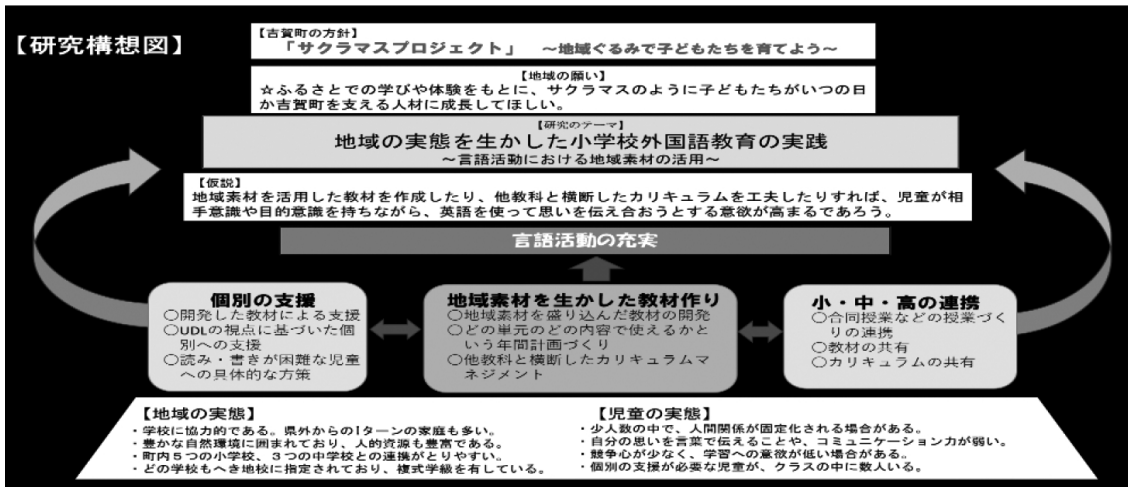 【研究構想図】
【吉賀町の方針】
「サクラマスプロジェクト」 ~地域ぐるみで子どもたちを育てよう~
【地域の願い】
☆ふるさとでの学びや体験をもとに、サクラマスのように子どもたちがいつの日
か吉賀町を支える人材に成長してほしい。
【研究のテーマ】
地域の実態を生かした小学校外国語教育の実践
~言語活動における地域素材の活用~
【仮説】
地域素材を活用した教材を作成したり、他教科と横断したカリキュラムを工夫したりすれば、児童が相
手意識や目的意識を持ちながら、英語を使って思いを伝え合おうとする意欲が高まるであろう。
言語活動の充実
個別の支援
○開発した教材による支援
○UDLの視点に基づいた個
別への支援
○読み・書きが困難な児童
への具体的な方策
地域素材を生かした教材作り
○地域素材を盛り込んだ教材の開発
○どの単元のどの内容で使えるかと
いう年間計画づくり
○他教科と横断したカリキュラムマ
ネジメント
小・中・高の連携
○合同授業などの授業づく
りの連携
○教材の共有
○カリキュラムの共有
【地域の実態】
・学校に協力的である。県外からのIターンの家庭も多い。
・豊かな自然環境に囲まれており、人的資源も豊富である。
・町内5つの小学校、3つの中学校との連携がとりやすい。
・どの学校もへき地校に指定されており、複式学級を有している。
【児童の実態】
・少人数の中で、人間関係が固定化される場合がある。
・自分の思いを言葉で伝えることや、コミュニケーション力が弱い。
・競争心が少なく、学習への意欲が低い場合がある。
・個別の支援が必要な児童が、クラスの中に数人いる。